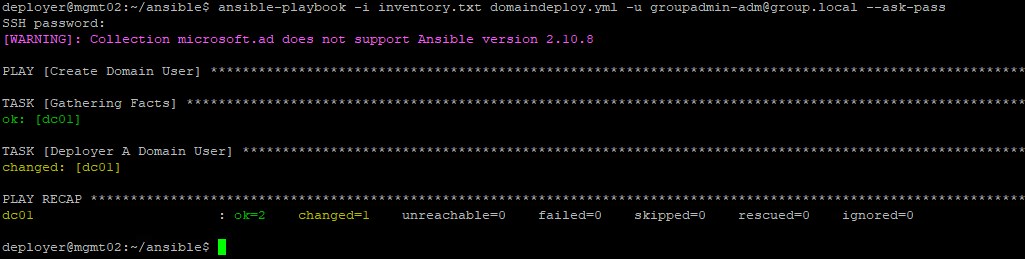 deployer@mgmt02:~/ansible$ ansible-playbook -i inventory.txt domaindeploy.yml -u groupadmin-adm@group.local --ask-pass
SSH password:
[WARNING]: Collection microsoft.ad does not support Ansible version 2.10.8
PLAY [Create Domain User] ******************************************************************************************************
TASK [Gathering Facts] *********************************************************************************************************
ok: [dc01]
TASK [Deployer A Domain User] **************************************************************************************************
changed: [dc01]
PLAY RECAP *********************************************************************************************************************
dc01                       : ok=2    changed=1    unreachable=0    failed=0    skipped=0    rescued=0    ignored=0
deployer@mgmt02:~/ansible$